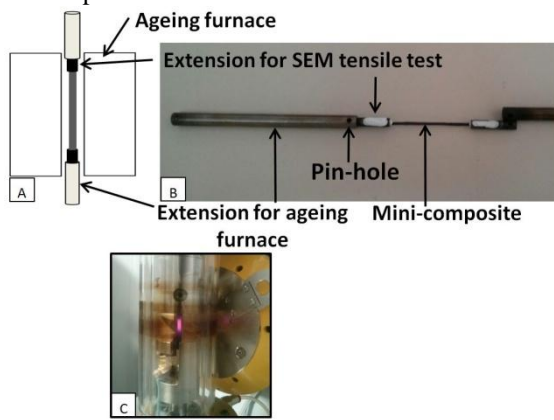 Ageing furnace
Extension for SEM tensile test
Pin-hole
Mini-composite
Extension for ageing
furnace
A
B
C